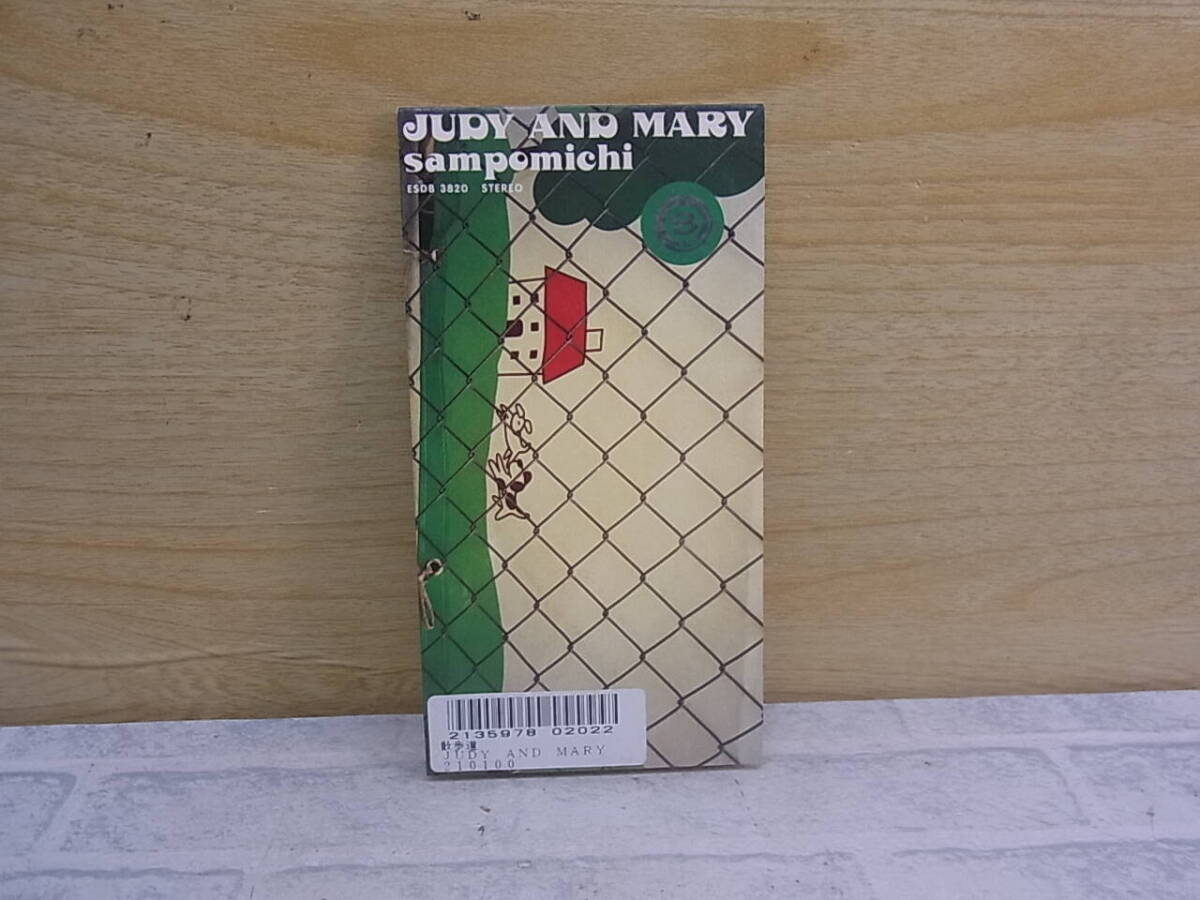 JUDY AND MARY
sampomichi
ESDB 3820 STEREO
2135978 02022
散歩道
JUDY AND MARY
210100